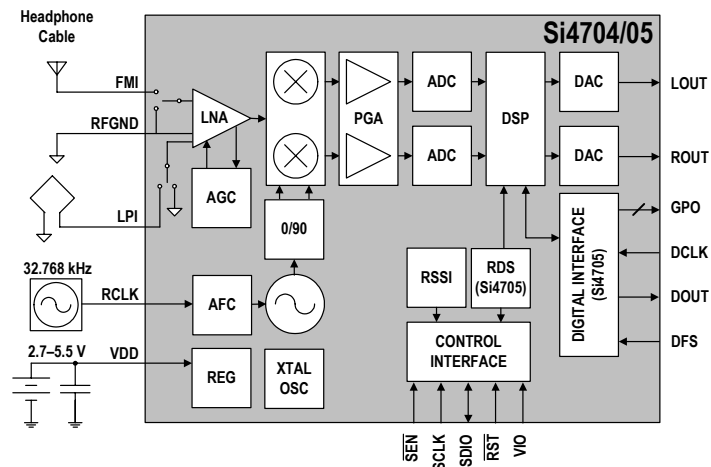 Headphone
Cable
Si4704/05
FMI
RFGND
LPI
LNA
AGC
0/90
PGA
ADC
ADC
DSP
DAC
DAC
LOUT
ROUT
GPO
DCLK
DOUT
DFS
DIGITAL INTERFACE
(Si4705)
32.768 kHz
RCLK
AFC
RSSI
RDS
(Si4705)
CONTROL
INTERFACE
2.7–5.5 V
VDD
REG
XTAL
OSC
SEN
SCLK
SDIO
RST
VIO